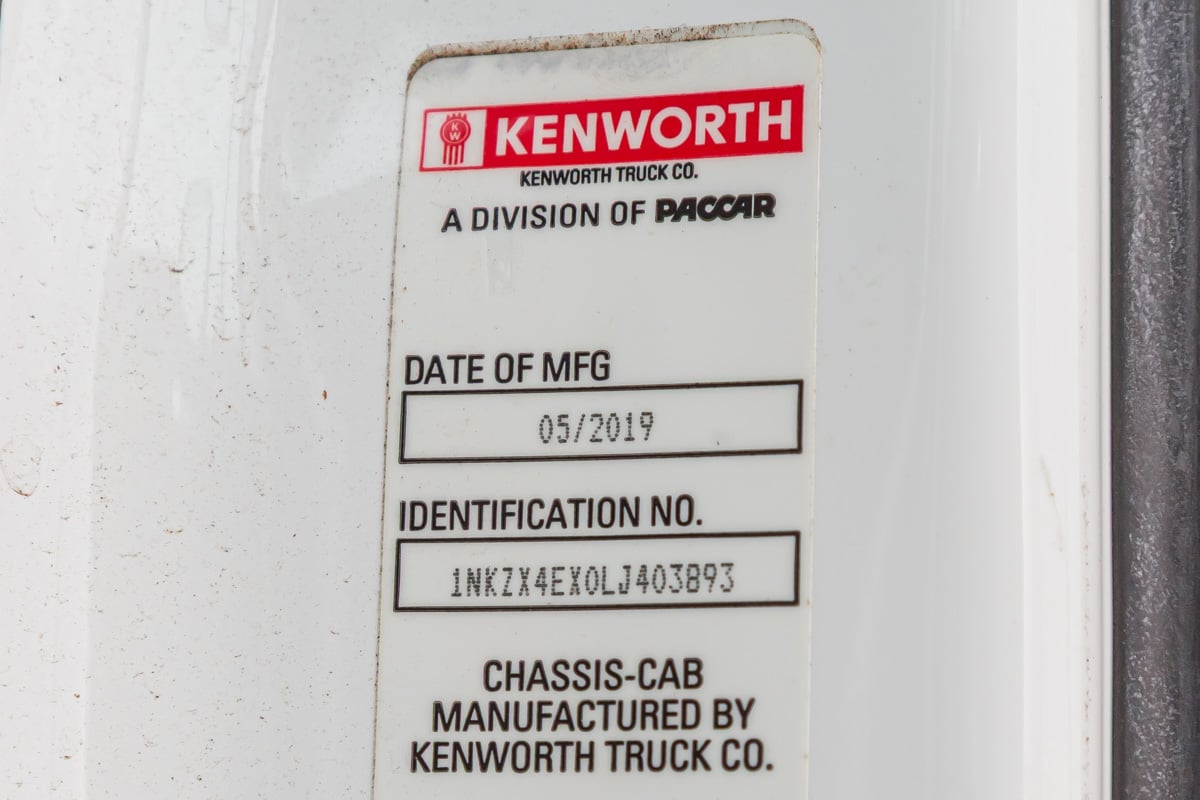 KW KENWORTH
KENWORTH TRUCK CO.
A DIVISION OF PACCAR
DATE OF MFG
05/2019
IDENTIFICATION NO.
1NKZX4EX0LJ403893
CHASSIS-CAB
MANUFACTURED BY
KENWORTH TRUCK CO.